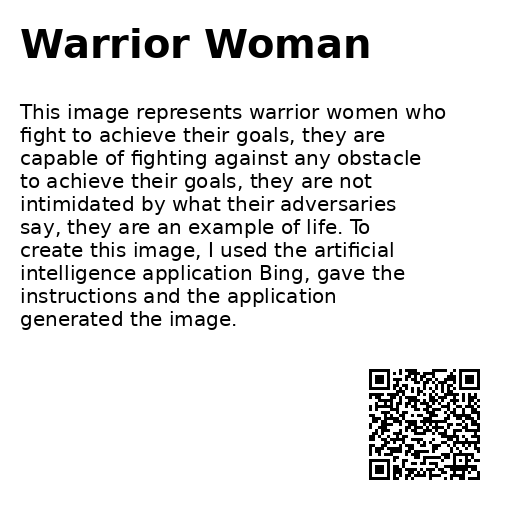 Warrior Woman
This image represents warrior women who
fight to achieve their goals, they are
capable of fighting against any obstacle
to achieve their goals, they are not
intimidated by what their adversaries
say, they are an example of life. To
create this image, I used the artificial
intelligence application Bing, gave the
instructions and the application
generated the image.